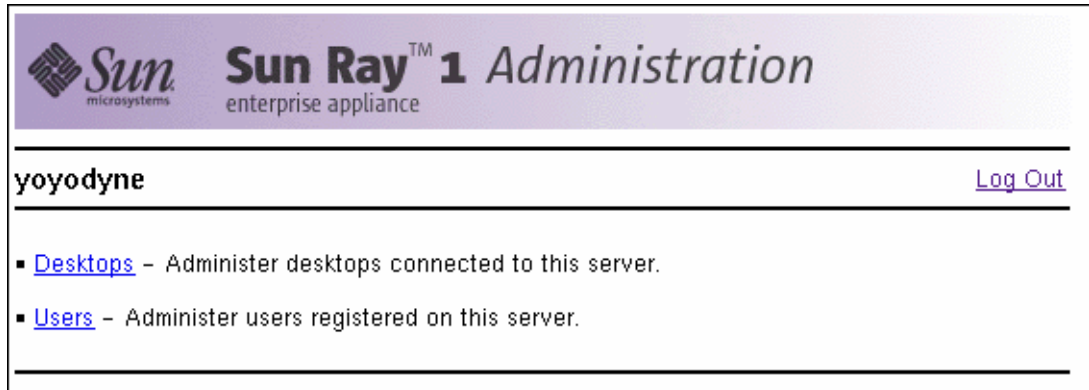 Sun microsystems
Sun Ray™ 1 Administration
enterprise appliance
yoyodyne
Log Out
▪ Desktops – Administer desktops connected to this server.
▪ Users – Administer users registered on this server.